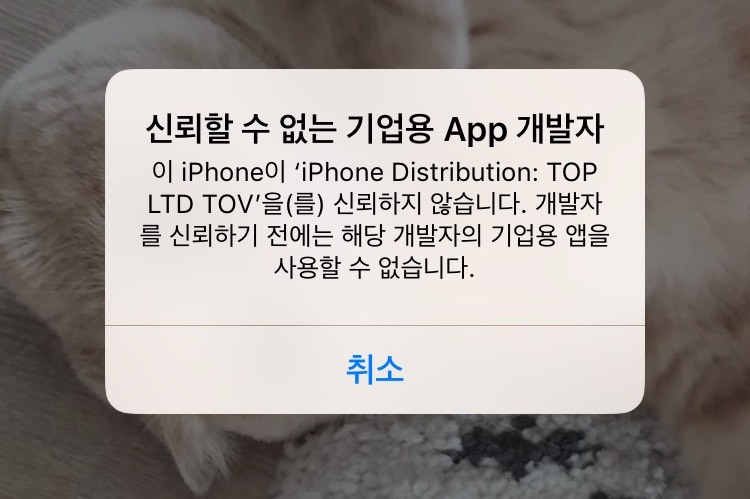 신뢰할 수 없는 기업용 App 개발자
이 iPhone이 ‘iPhone Distribution: TOP
LTD TOV’을(를) 신뢰하지 않습니다. 개발자
를 신뢰하기 전에는 해당 개발자의 기업용 앱을
사용할 수 없습니다.
취소